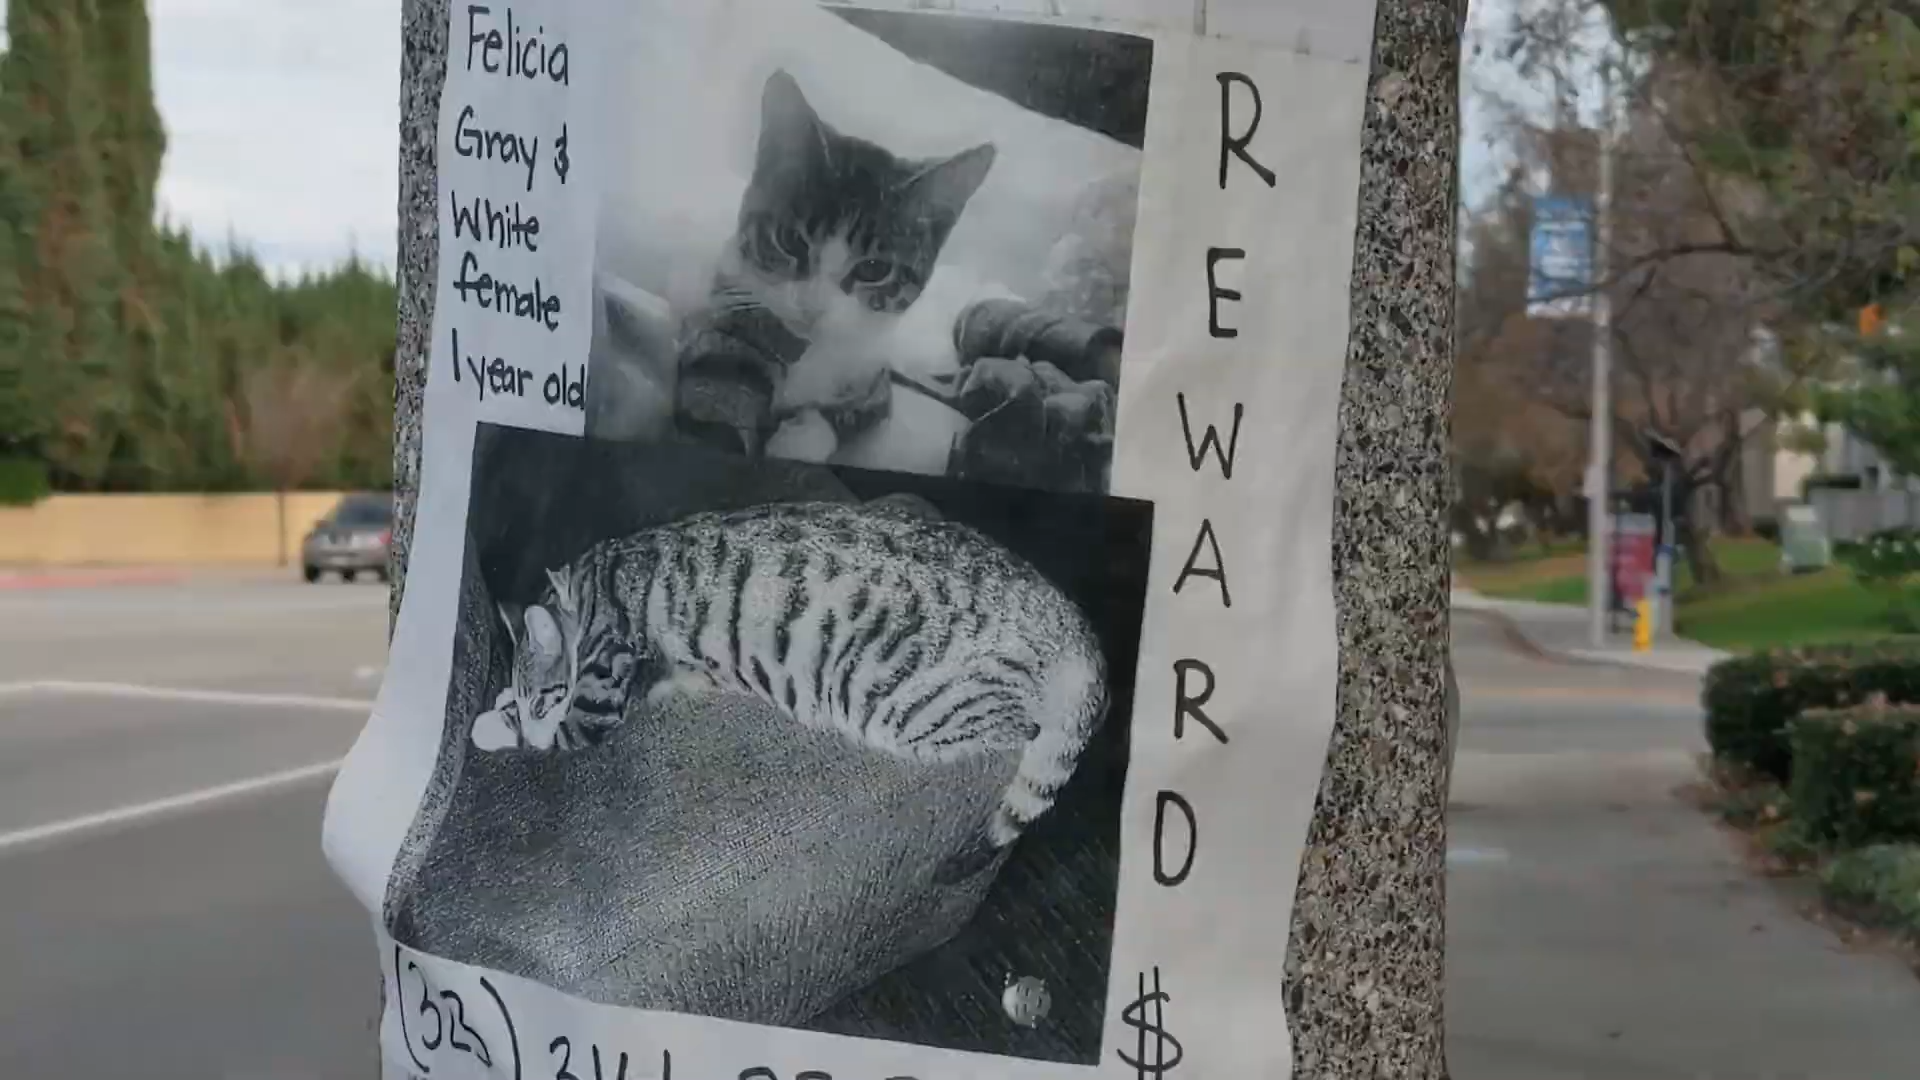 Felicia
Gray &
White
female
1 year old
REWARD
$
(323)